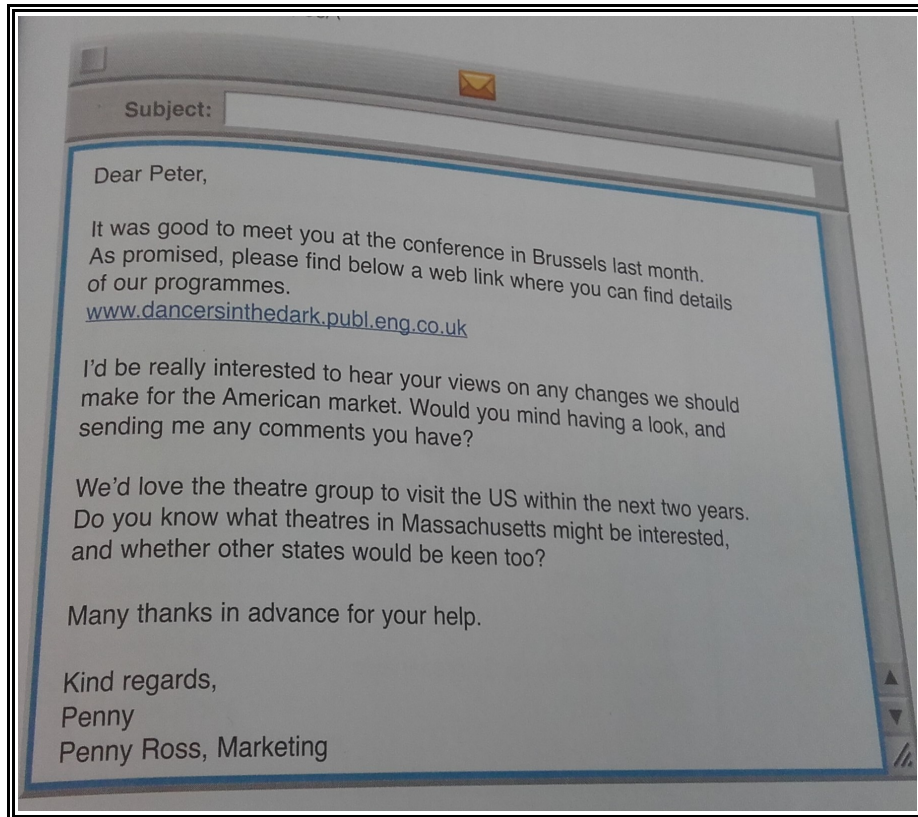 Subject:
Dear Peter,
It was good to meet you at the conference in Brussels last month.
As promised, please find below a web link where you can find details
of our programmes.
www.dancersinthedark.publ.eng.co.uk
I'd be really interested to hear your views on any changes we should
make for the American market. Would you mind having a look, and
sending me any comments you have?
We'd love the theatre group to visit the US within the next two years.
Do you know what theatres in Massachusetts might be interested,
and whether other states would be keen too?
Many thanks in advance for your help.
Kind regards,
Penny
Penny Ross, Marketing